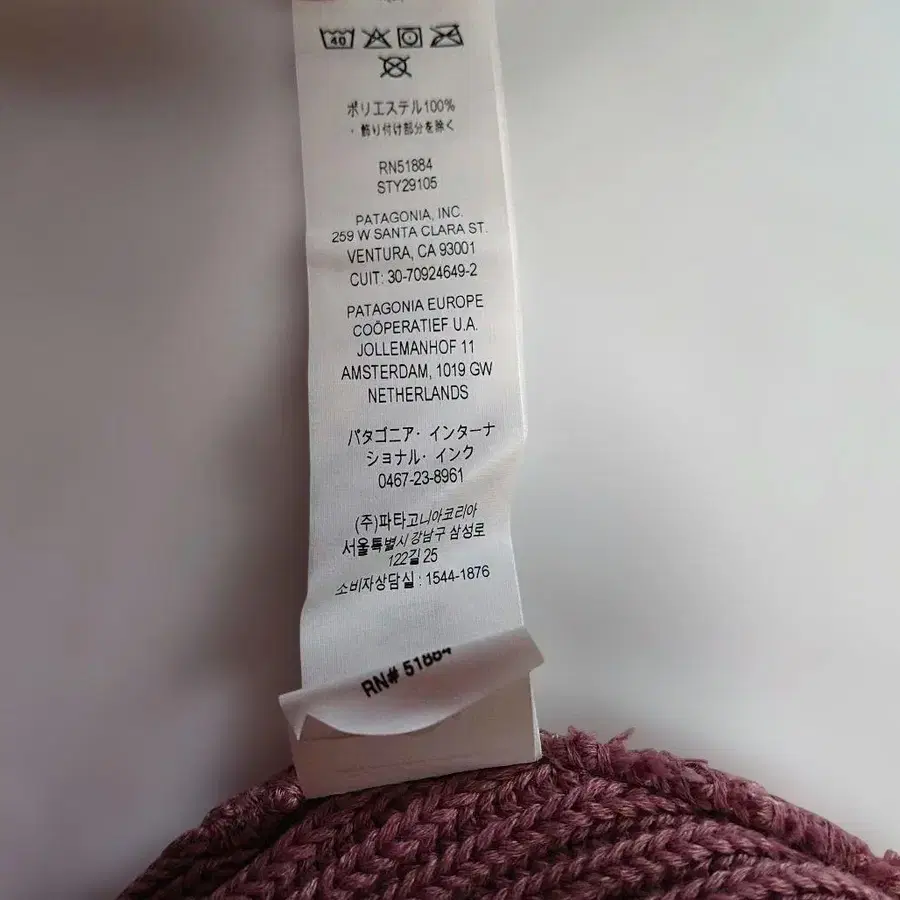 40
ポリエステル100%
・飾り付け部分を除く
RN51884
STY29105
PATAGONIA, INC.
259 W SANTA CLARA ST.
VENTURA, CA 93001
CUIT: 30-70924649-2
PATAGONIA EUROPE
COÖPERATIEF U.A.
JOLLEMANHOF 11
AMSTERDAM, 1019 GW
NETHERLANDS
パタゴニア・インターナ
ショナル・インク
0467-23-8961
(주)파타고니아코리아
서울특별시 강남구 삼성로
122길 25
소비자상담실 : 1544-1876
RN# 51884